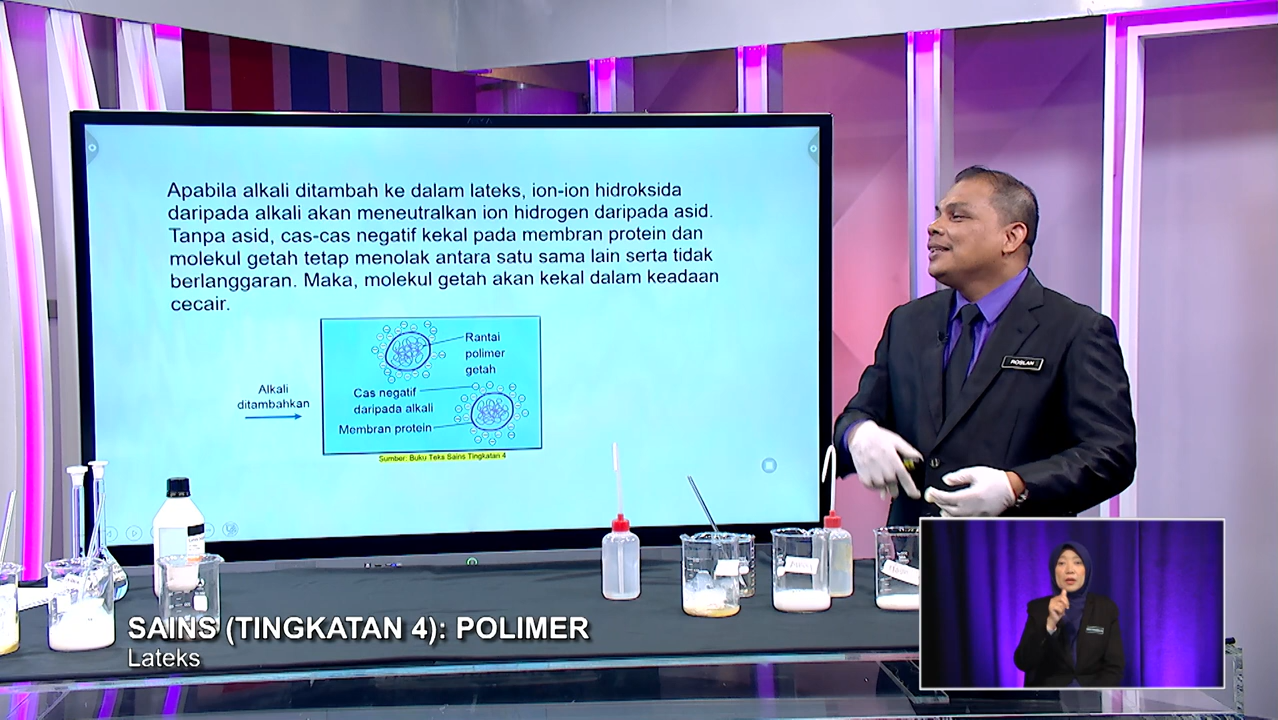 Apabila alkali ditambah ke dalam lateks, ion-ion hidroksida
daripada alkali akan meneutralkan ion hidrogen daripada asid.
Tanpa asid, cas-cas negatif kekal pada membran protein dan
molekul getah tetap menolak antara satu sama lain serta tidak
berlanggaran. Maka, molekul getah akan kekal dalam keadaan
cecair.
Rantai
polimer
getah
Alkali
ditambahkan
Cas negatif
daripada alkali
Membran protein
Sumber: Buku Teks Sains Tingkatan 4
ROSLAN
SAINS (TINGKATAN 4): POLIMER
Lateks